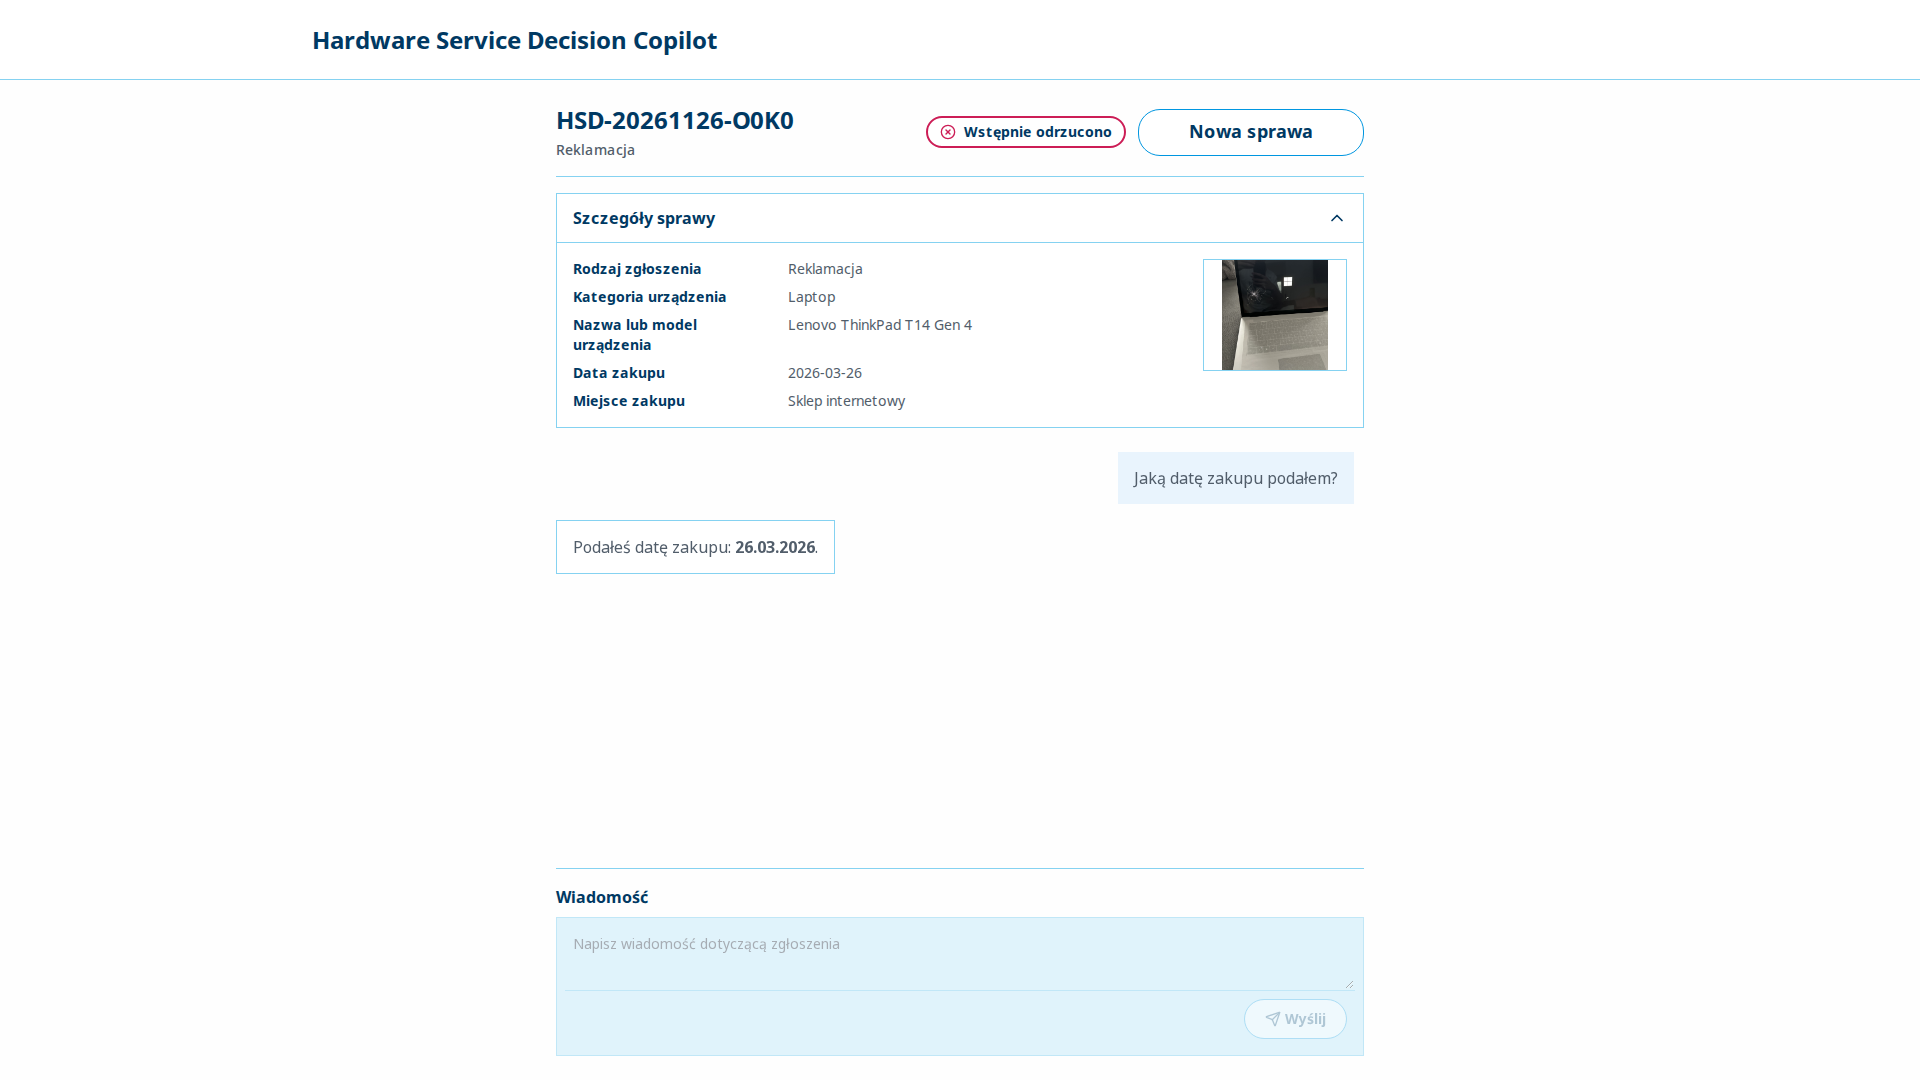 Hardware Service Decision Copilot
HSD-20261126-O0K0
Reklamacja
Wstępnie odrzucono
Nowa sprawa
Szczegóły sprawy
Rodzaj zgłoszenia
Reklamacja
Kategoria urządzenia
Laptop
Nazwa lub model
urządzenia
Lenovo ThinkPad T14 Gen 4
Data zakupu
2026-03-26
Miejsce zakupu
Sklep internetowy
Jaką datę zakupu podałem?
Podałeś datę zakupu: 26.03.2026.
Wiadomość
Napisz wiadomość dotyczącą zgłoszenia
Wyślij